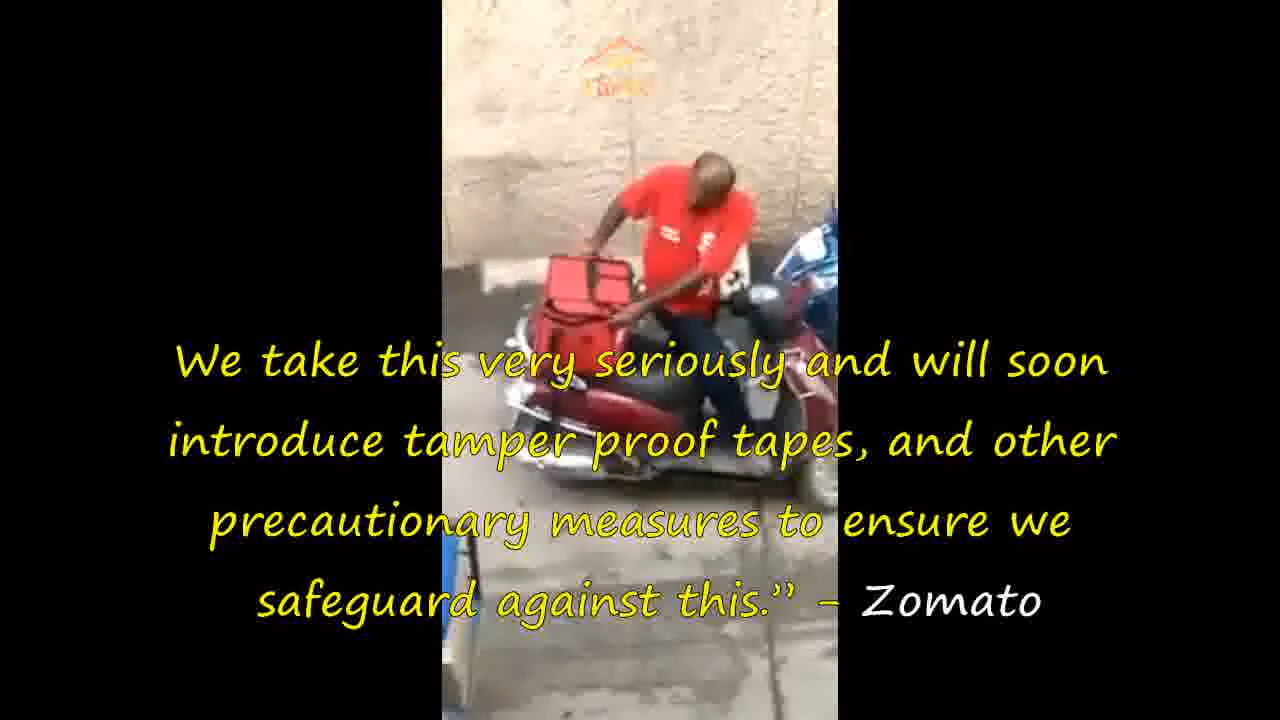 We take this very seriously and will soon
introduce tamper proof tapes, and other
precautionary measures to ensure we
safeguard against this.” - Zomato